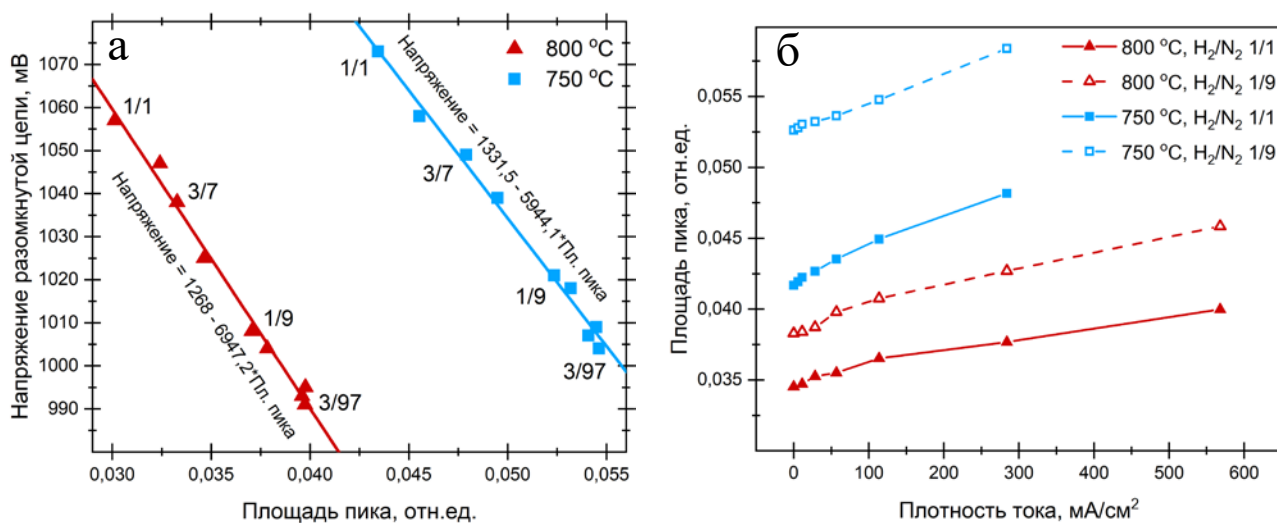 а
Напряжение разомкнутой цепи, мВ
1070
1060
1050
1040
1030
1020
1010
1000
990
800 °C
750 °C
1/1
3/7
1/9
3/97
Напряжение = 1268 - 6947,2*Пл. пика
1/1
3/7
1/9
3/97
Напряжение = 1331,5 - 5944,1*Пл. пика
0,030 0,035 0,040 0,045 0,050 0,055
Площадь пика, отн.ед.
б
Площадь пика, отн.ед.
0,055
0,050
0,045
0,040
0,035
800 °C, H₂/N₂ 1/1
800 °C, H₂/N₂ 1/9
750 °C, H₂/N₂ 1/1
750 °C, H₂/N₂ 1/9
0 100 200 300 400 500 600
Плотность тока, мА/см²